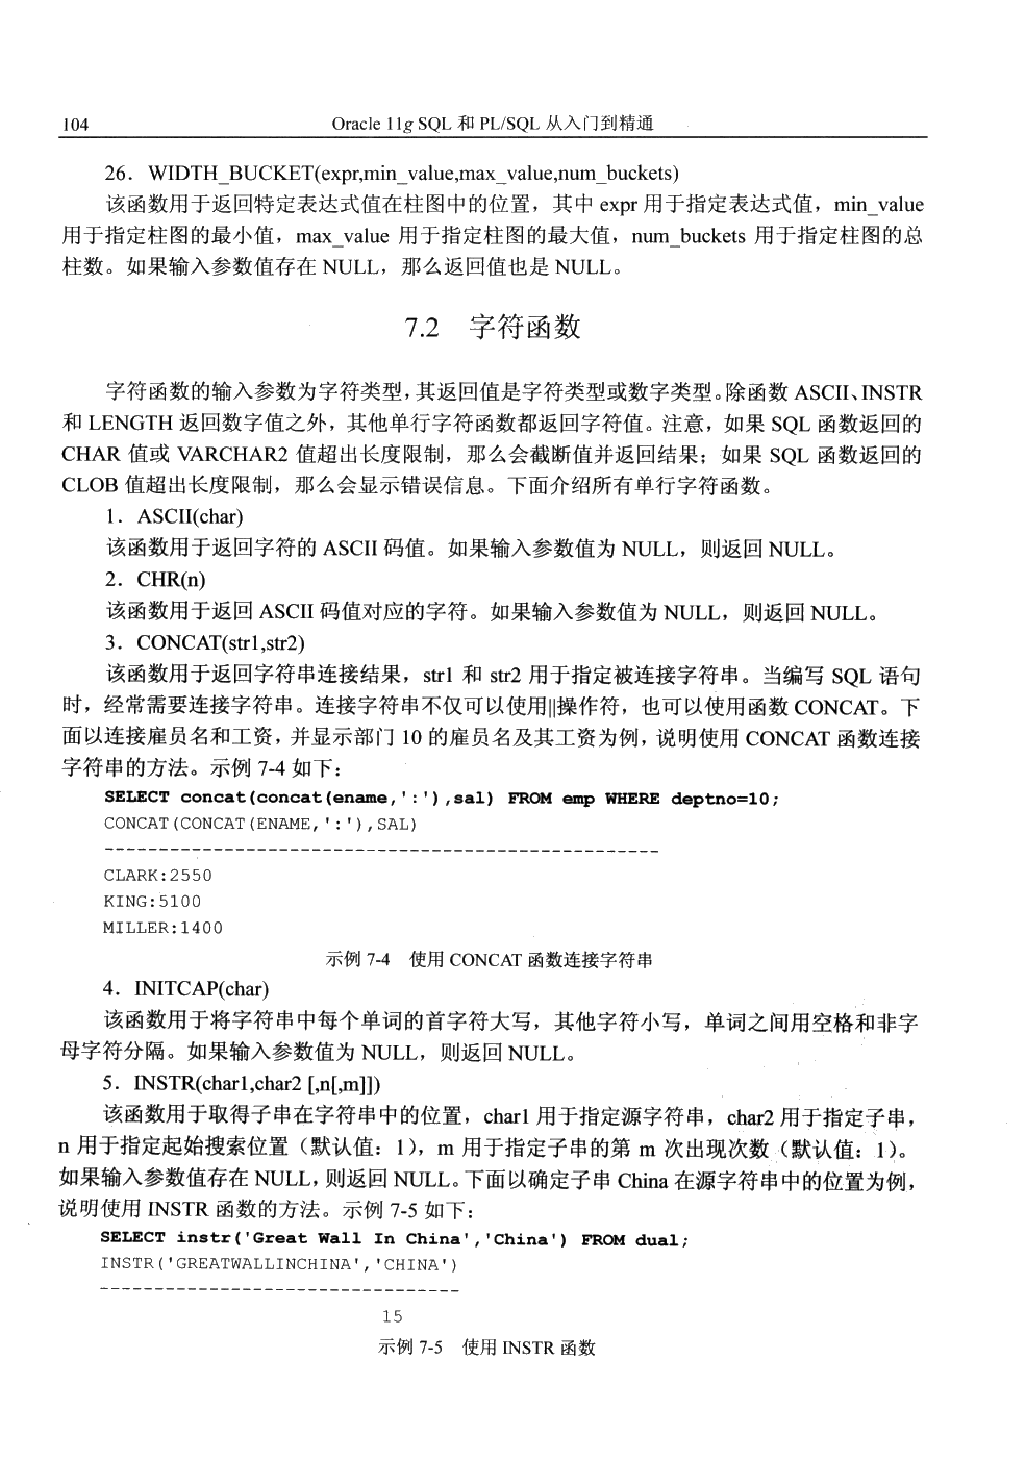 104
Oracle 11g SQL 和 PL/SQL 从入门到精通
26．WIDTH_BUCKET(expr,min_value,max_value,num_buckets)
该函数用于返回特定表达式值在柱图中的位置，其中 expr 用于指定表达式值，min_value
用于指定柱图的最小值，max_value 用于指定柱图的最大值，num_buckets 用于指定柱图的总
柱数。如果输入参数值存在 NULL，那么返回值也是 NULL。
7.2 字符函数
字符函数的输入参数为字符类型，其返回值是字符类型或数字类型。除函数 ASCII、INSTR
和 LENGTH 返回数字值之外，其他单行字符函数都返回字符值。注意，如果 SQL 函数返回的
CHAR 值或 VARCHAR2 值超出长度限制，那么会截断值并返回结果；如果 SQL 函数返回的
CLOB 值超出长度限制，那么会显示错误信息。下面介绍所有单行字符函数。
1．ASCII(char)
该函数用于返回字符的 ASCII 码值。如果输入参数值为 NULL，则返回 NULL。
2．CHR(n)
该函数用于返回 ASCII 码值对应的字符。如果输入参数值为 NULL，则返回 NULL。
3．CONCAT(str1,str2)
该函数用于返回字符串连接结果，str1 和 str2 用于指定被连接字符串。当编写 SQL 语句
时，经常需要连接字符串。连接字符串不仅可以使用||操作符，也可以使用函数 CONCAT。下
面以连接雇员名和工资，并显示部门 10 的雇员名及其工资为例，说明使用 CONCAT 函数连接
字符串的方法。示例 7-4 如下：
SELECT concat(concat(ename,':'),sal) FROM emp WHERE deptno=10;
CONCAT(CONCAT(ENAME,':'),SAL)
----------------------------------------------------
CLARK:2550
KING:5100
MILLER:1400
示例 7-4 使用 CONCAT 函数连接字符串
4．INITCAP(char)
该函数用于将字符串中每个单词的首字符大写，其他字符小写，单词之间用空格和非字
母字符分隔。如果输入参数值为 NULL，则返回 NULL。
5．INSTR(char1,char2 [,n[,m]])
该函数用于取得子串在字符串中的位置，char1 用于指定源字符串，char2 用于指定子串，
n 用于指定起始搜索位置（默认值：1），m 用于指定子串的第 m 次出现次数（默认值：1）。
如果输入参数值存在 NULL，则返回 NULL。下面以确定子串 China 在源字符串中的位置为例，
说明使用 INSTR 函数的方法。示例 7-5 如下：
SELECT instr('Great Wall In China','China') FROM dual;
INSTR('GREATWALLINCHINA','CHINA')
----------------------------------
15
示例 7-5 使用 INSTR 函数